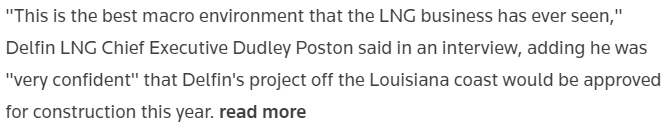 "This is the best macro environment that the LNG business has ever seen,"
Delfin LNG Chief Executive Dudley Poston said in an interview, adding he was
"very confident" that Delfin's project off the Louisiana coast would be approved
for construction this year. read more